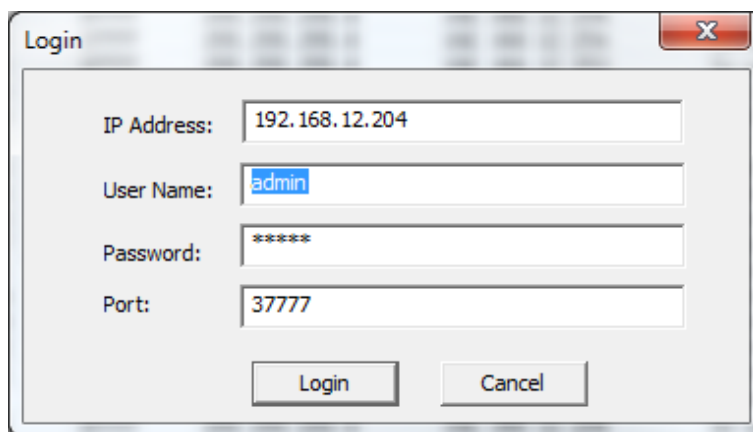 Login
IP Address: 192.168.12.204
User Name: admin
Password: *****
Port: 37777
Login Cancel